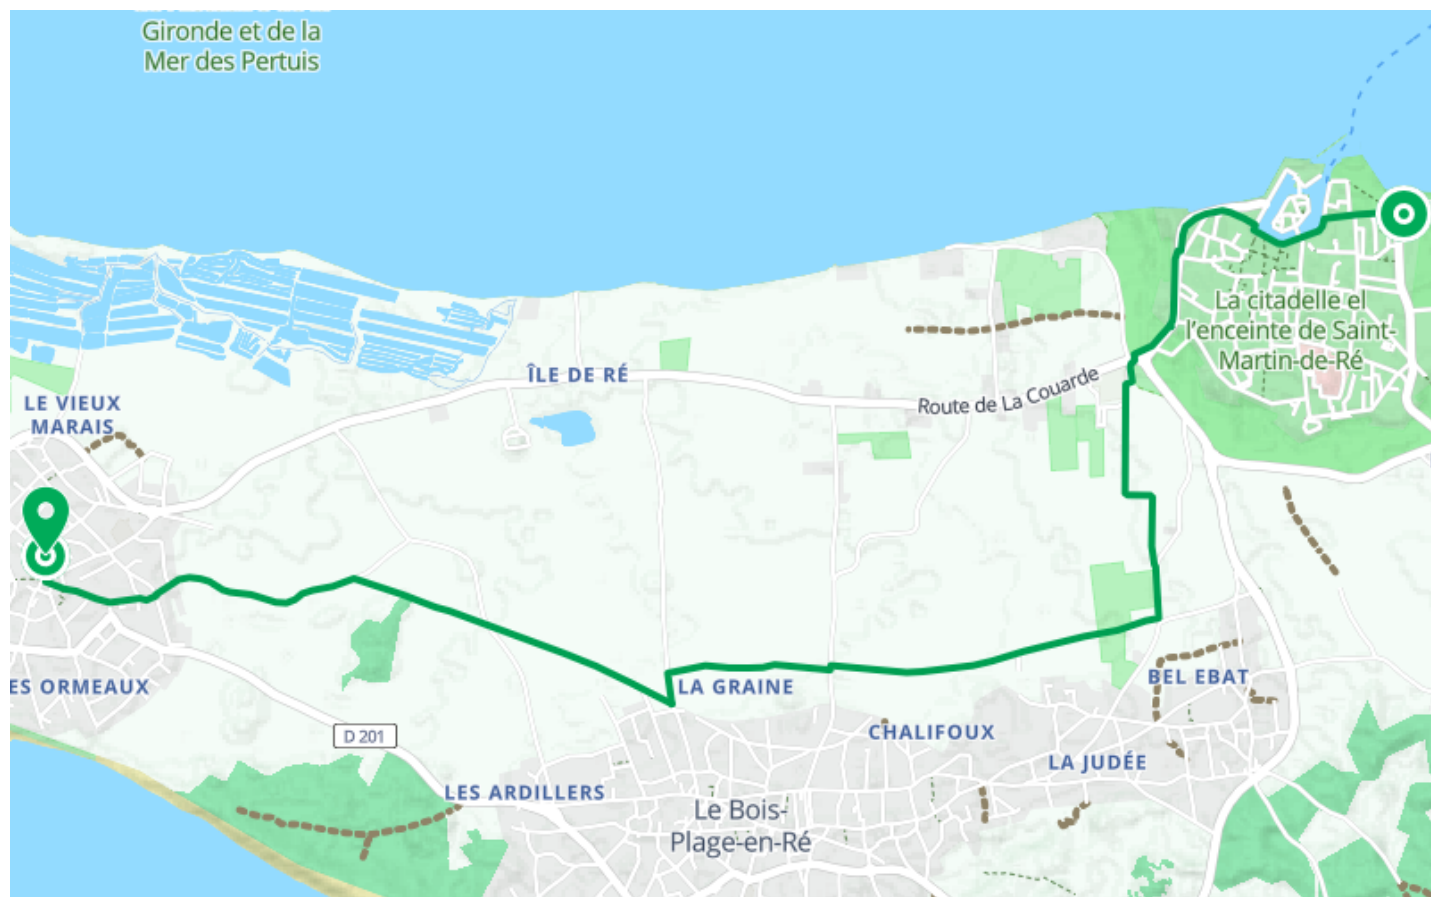 Gironde et de la
Mer des Pertuis
La citadelle el
l'enceinte de Saint-
Martin-de-Ré
ÎLE DE RÉ
Route de La Couarde
LE VIEUX
MARAIS
ES ORMEAUX
LA GRAINE
BEL EBAT
D 201
CHALIFOUX
LA JUDÉE
LES ARDILLERS
Le Bois-
Plage-en-Ré